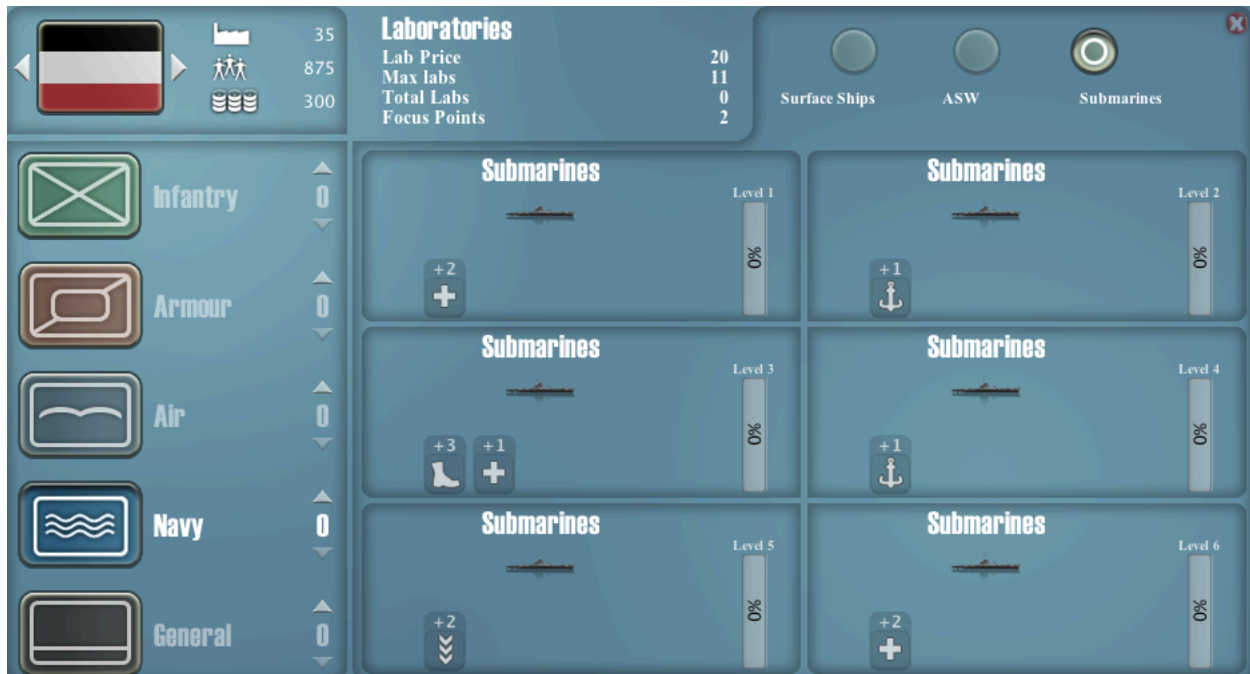 35
875
300
Laboratories
Lab Price 20
Max labs 11
Total Labs 0
Focus Points 2
Surface Ships ASW Submarines
Infantry 0
Armour 0
Air 0
Navy 0
General 0
Submarines
Level 1
0%
+2
Submarines
Level 2
0%
+1
Submarines
Level 3
0%
+3 +1
Submarines
Level 4
0%
+1
Submarines
Level 5
0%
+2
Submarines
Level 6
0%
+2